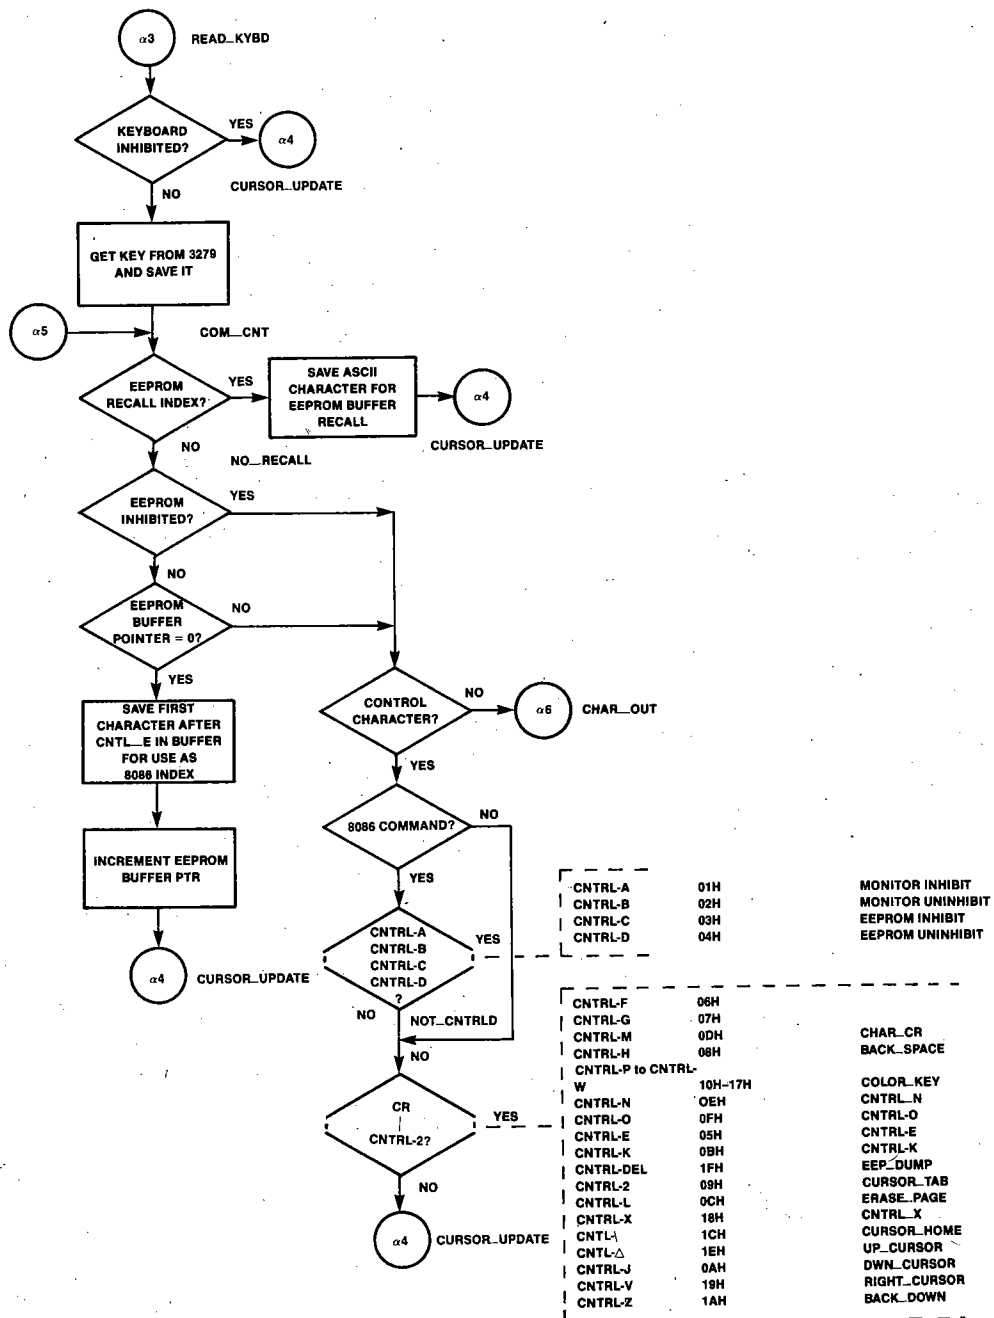 α3 READ_KYBD
KEYBOARD
INHIBITED?
YES
α4
CURSOR_UPDATE
NO
GET KEY FROM 3279
AND SAVE IT
α5
COM_CNT
EEPROM
RECALL INDEX?
YES
SAVE ASCII
CHARACTER FOR
EEPROM BUFFER
RECALL
α4
CURSOR_UPDATE
NO
NO_RECALL
EEPROM
INHIBITED?
YES
NO
EEPROM
BUFFER
POINTER = 0?
NO
YES
SAVE FIRST
CHARACTER AFTER
CNTL_E IN BUFFER
FOR USE AS
8086 INDEX
INCREMENT EEPROM
BUFFER PTR
α4 CURSOR_UPDATE
CONTROL
CHARACTER?
NO
α6 CHAR_OUT
YES
8086 COMMAND?
NO
YES
CNTRL-A
CNTRL-B
CNTRL-C
CNTRL-D
?
YES
NO
NOT_CNTRLD
NO
CR
CNTRL-2?
YES
NO
α4 CURSOR_UPDATE
CNTRL-A 01H MONITOR INHIBIT
CNTRL-B 02H MONITOR UNINHIBIT
CNTRL-C 03H EEPROM INHIBIT
CNTRL-D 04H EEPROM UNINHIBIT
CNTRL-F 06H
CNTRL-G 07H
CNTRL-M 0DH CHAR_CR
CNTRL-H 08H BACK_SPACE
CNTRL-P to CNTRL-
W 10H-17H COLOR_KEY
CNTRL-N OEH CNTRL_N
CNTRL-O 0FH CNTRL-O
CNTRL-E 05H CNTRL-E
CNTRL-K 0BH CNTRL-K
CNTRL-DEL 1FH EEP_DUMP
CNTRL-2 09H CURSOR_TAB
CNTRL-L 0CH ERASE_PAGE
CNTRL-X 18H CNTRL_X
CNTL-\ 1CH CURSOR_HOME
CNTL-△ 1EH UP_CURSOR
CNTRL-J 0AH DWN_CURSOR
CNTRL-V 19H RIGHT_CURSOR
CNTRL-Z 1AH BACK_DOWN